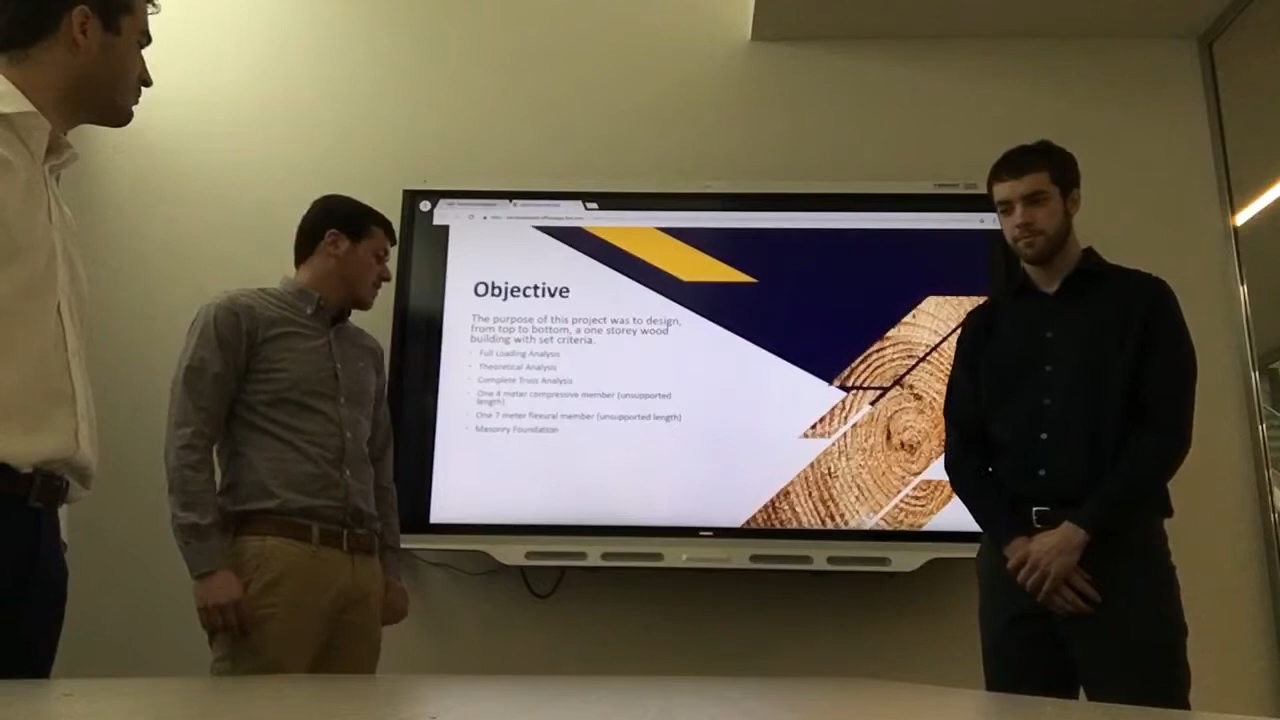 Objective
The purpose of this project was to design,
from top to bottom, a one storey wood
building with set criteria.
Full Loading Analysis
Theoretical Analysis
Complete Truss Analysis
One 4 meter compressive member (unsupported
length)
One 7 meter flexural member (unsupported length)
Masonry Foundation